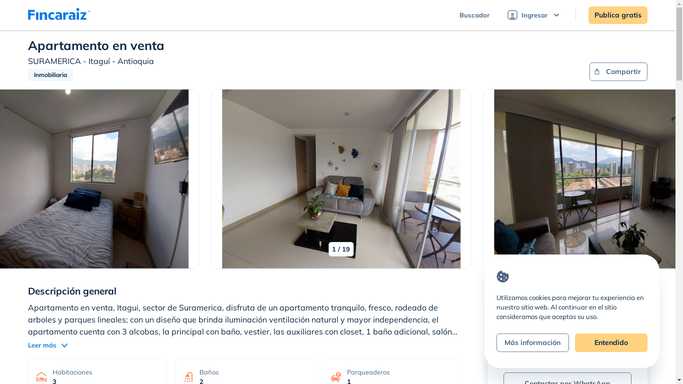 Fincaraiz
Buscador
Ingresar
Publica gratis
Apartamento en venta
SURAMERICA - Itagui - Antioquia
Inmobiliaria
Compartir
1 / 19
Descripción general
Apartamento en venta, Itagui, sector de Suramerica, disfruta de un apartamento tranquilo, fresco, rodeado de
arboles y parques lineales; con un diseño que brinda iluminación ventilación natural y mayor independencia, el
apartamento cuenta con 3 alcobas, la principal con baño, vestier, las auxiliares con closet, 1 baño adicional, salón...
Leer más
Habitaciones
3
Baños
2
Parqueaderos
1
Utilizamos cookies para mejorar tu experiencia en
nuestro sitio web. Al continuar en el sitio
consideramos que aceptas su uso.
Más información
Entendido
Contactar por WhatsApp